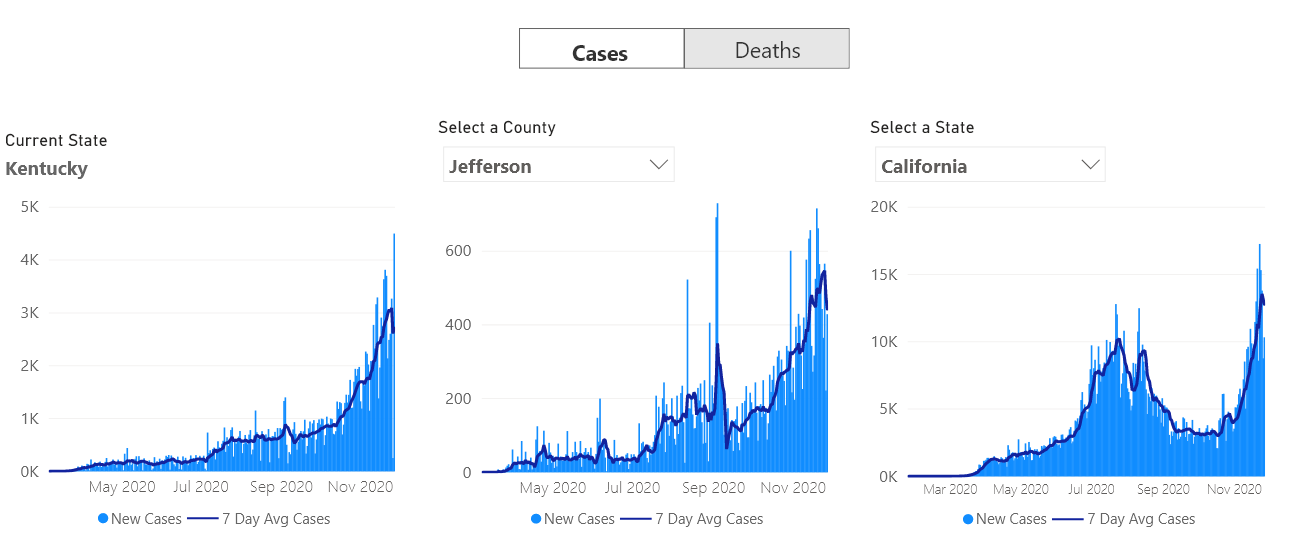 Cases Deaths
Current State
Kentucky
5K
4K
3K
2K
1K
0K
May 2020 Jul 2020 Sep 2020 Nov 2020
New Cases 7 Day Avg Cases
Select a County
Jefferson
600
400
200
0
May 2020 Jul 2020 Sep 2020 Nov 2020
New Cases 7 Day Avg Cases
Select a State
California
20K
15K
10K
5K
0K
Mar 2020 May 2020 Jul 2020 Sep 2020 Nov 2020
New Cases 7 Day Avg Cases